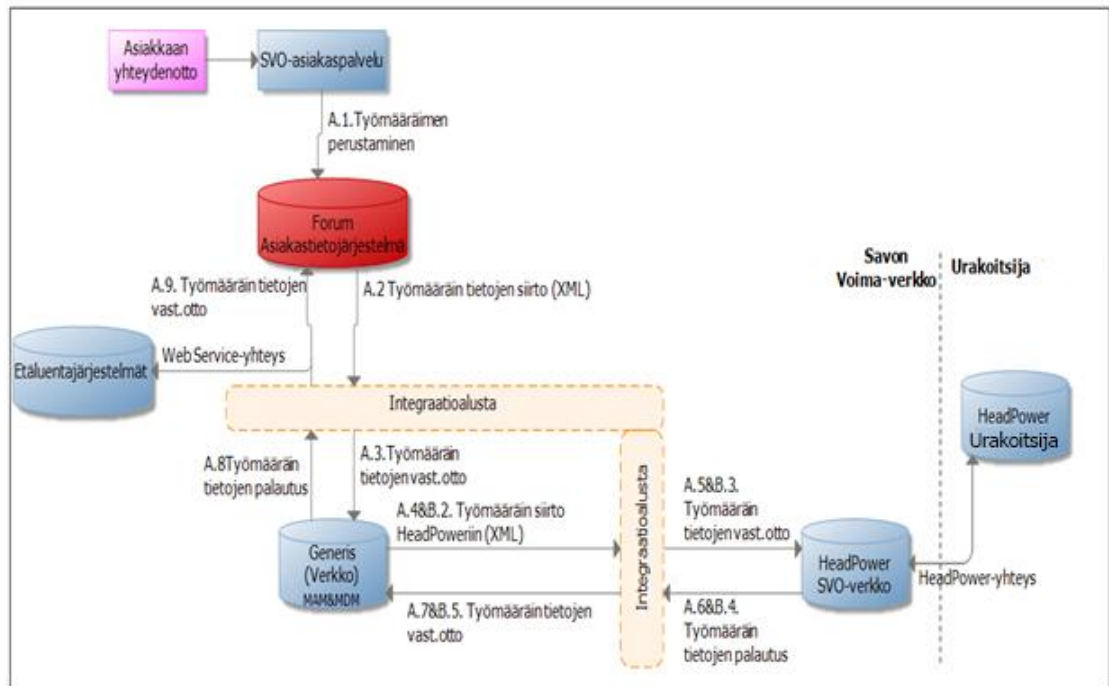 Asiakkaan
yhteydenotto
SVO-asiakaspalvelu
A.1. Työmääräimen
perustaminen
Forum
Asiakastietojärjestelmä
A.9. Työmääräin tietojen
vast.otto
A.2 Työmääräin tietojen siirto (XML)
Savon
Voima-verkko
Urakoitsija
Etäluentajärjestelmät
Web Service-yhteys
Integraatioalusta
HeadPower
Urakoitsija
A.8Työmääräin
tietojen palautus
A.3. Työmääräin
tietojen vast.otto
A.4&B.2. Työmääräin siirto
HeadPoweriin (XML)
Integraatioalusta
A.5&B.3.
Työmääräin
tietojen vast.otto
Generis
(Verkko)
MAM&MDM
HeadPower
SVO-verkko
HeadPower-yhteys
A.7&B.5. Työmääräin tietojen
vast.otto
A.6&B.4.
Työmääräin
tietojen palautus